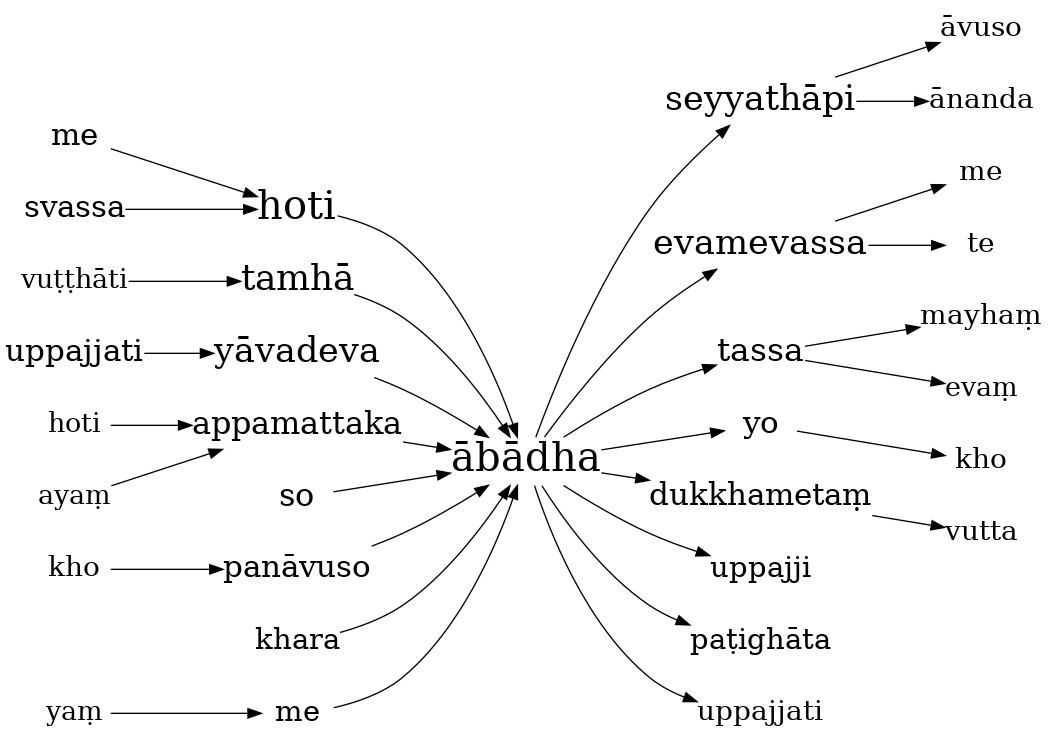 āvuso
seyyathāpi
ānanda
me
me
svassa
hoti
evamevassa
te
vuṭṭhāti
tamhā
mayhaṃ
uppajjati
yāvadeva
tassa
evaṃ
hoti
appamattaka
yo
kho
ābādha
ayaṃ
so
dukkhametaṃ
vutta
kho
panāvuso
uppajji
khara
paṭighāta
yaṃ
me
uppajjati